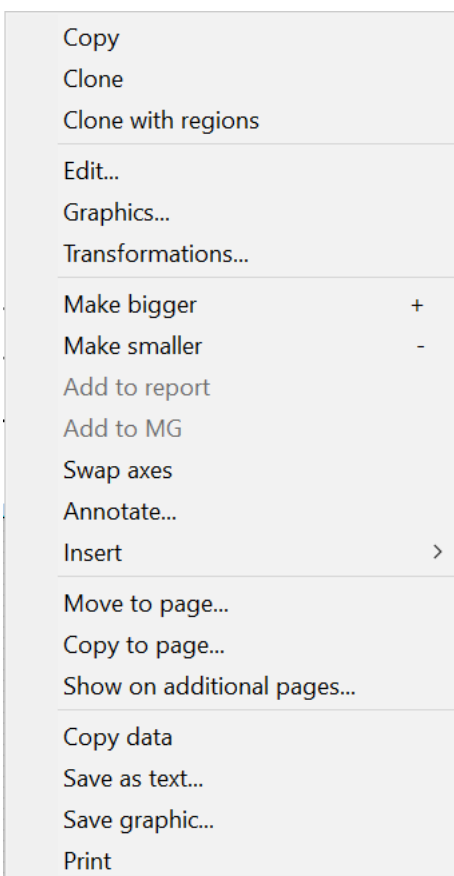 Copy
Clone
Clone with regions
Edit...
Graphics...
Transformations...
Make bigger +
Make smaller -
Add to report
Add to MG
Swap axes
Annotate...
Insert >
Move to page...
Copy to page...
Show on additional pages...
Copy data
Save as text...
Save graphic...
Print